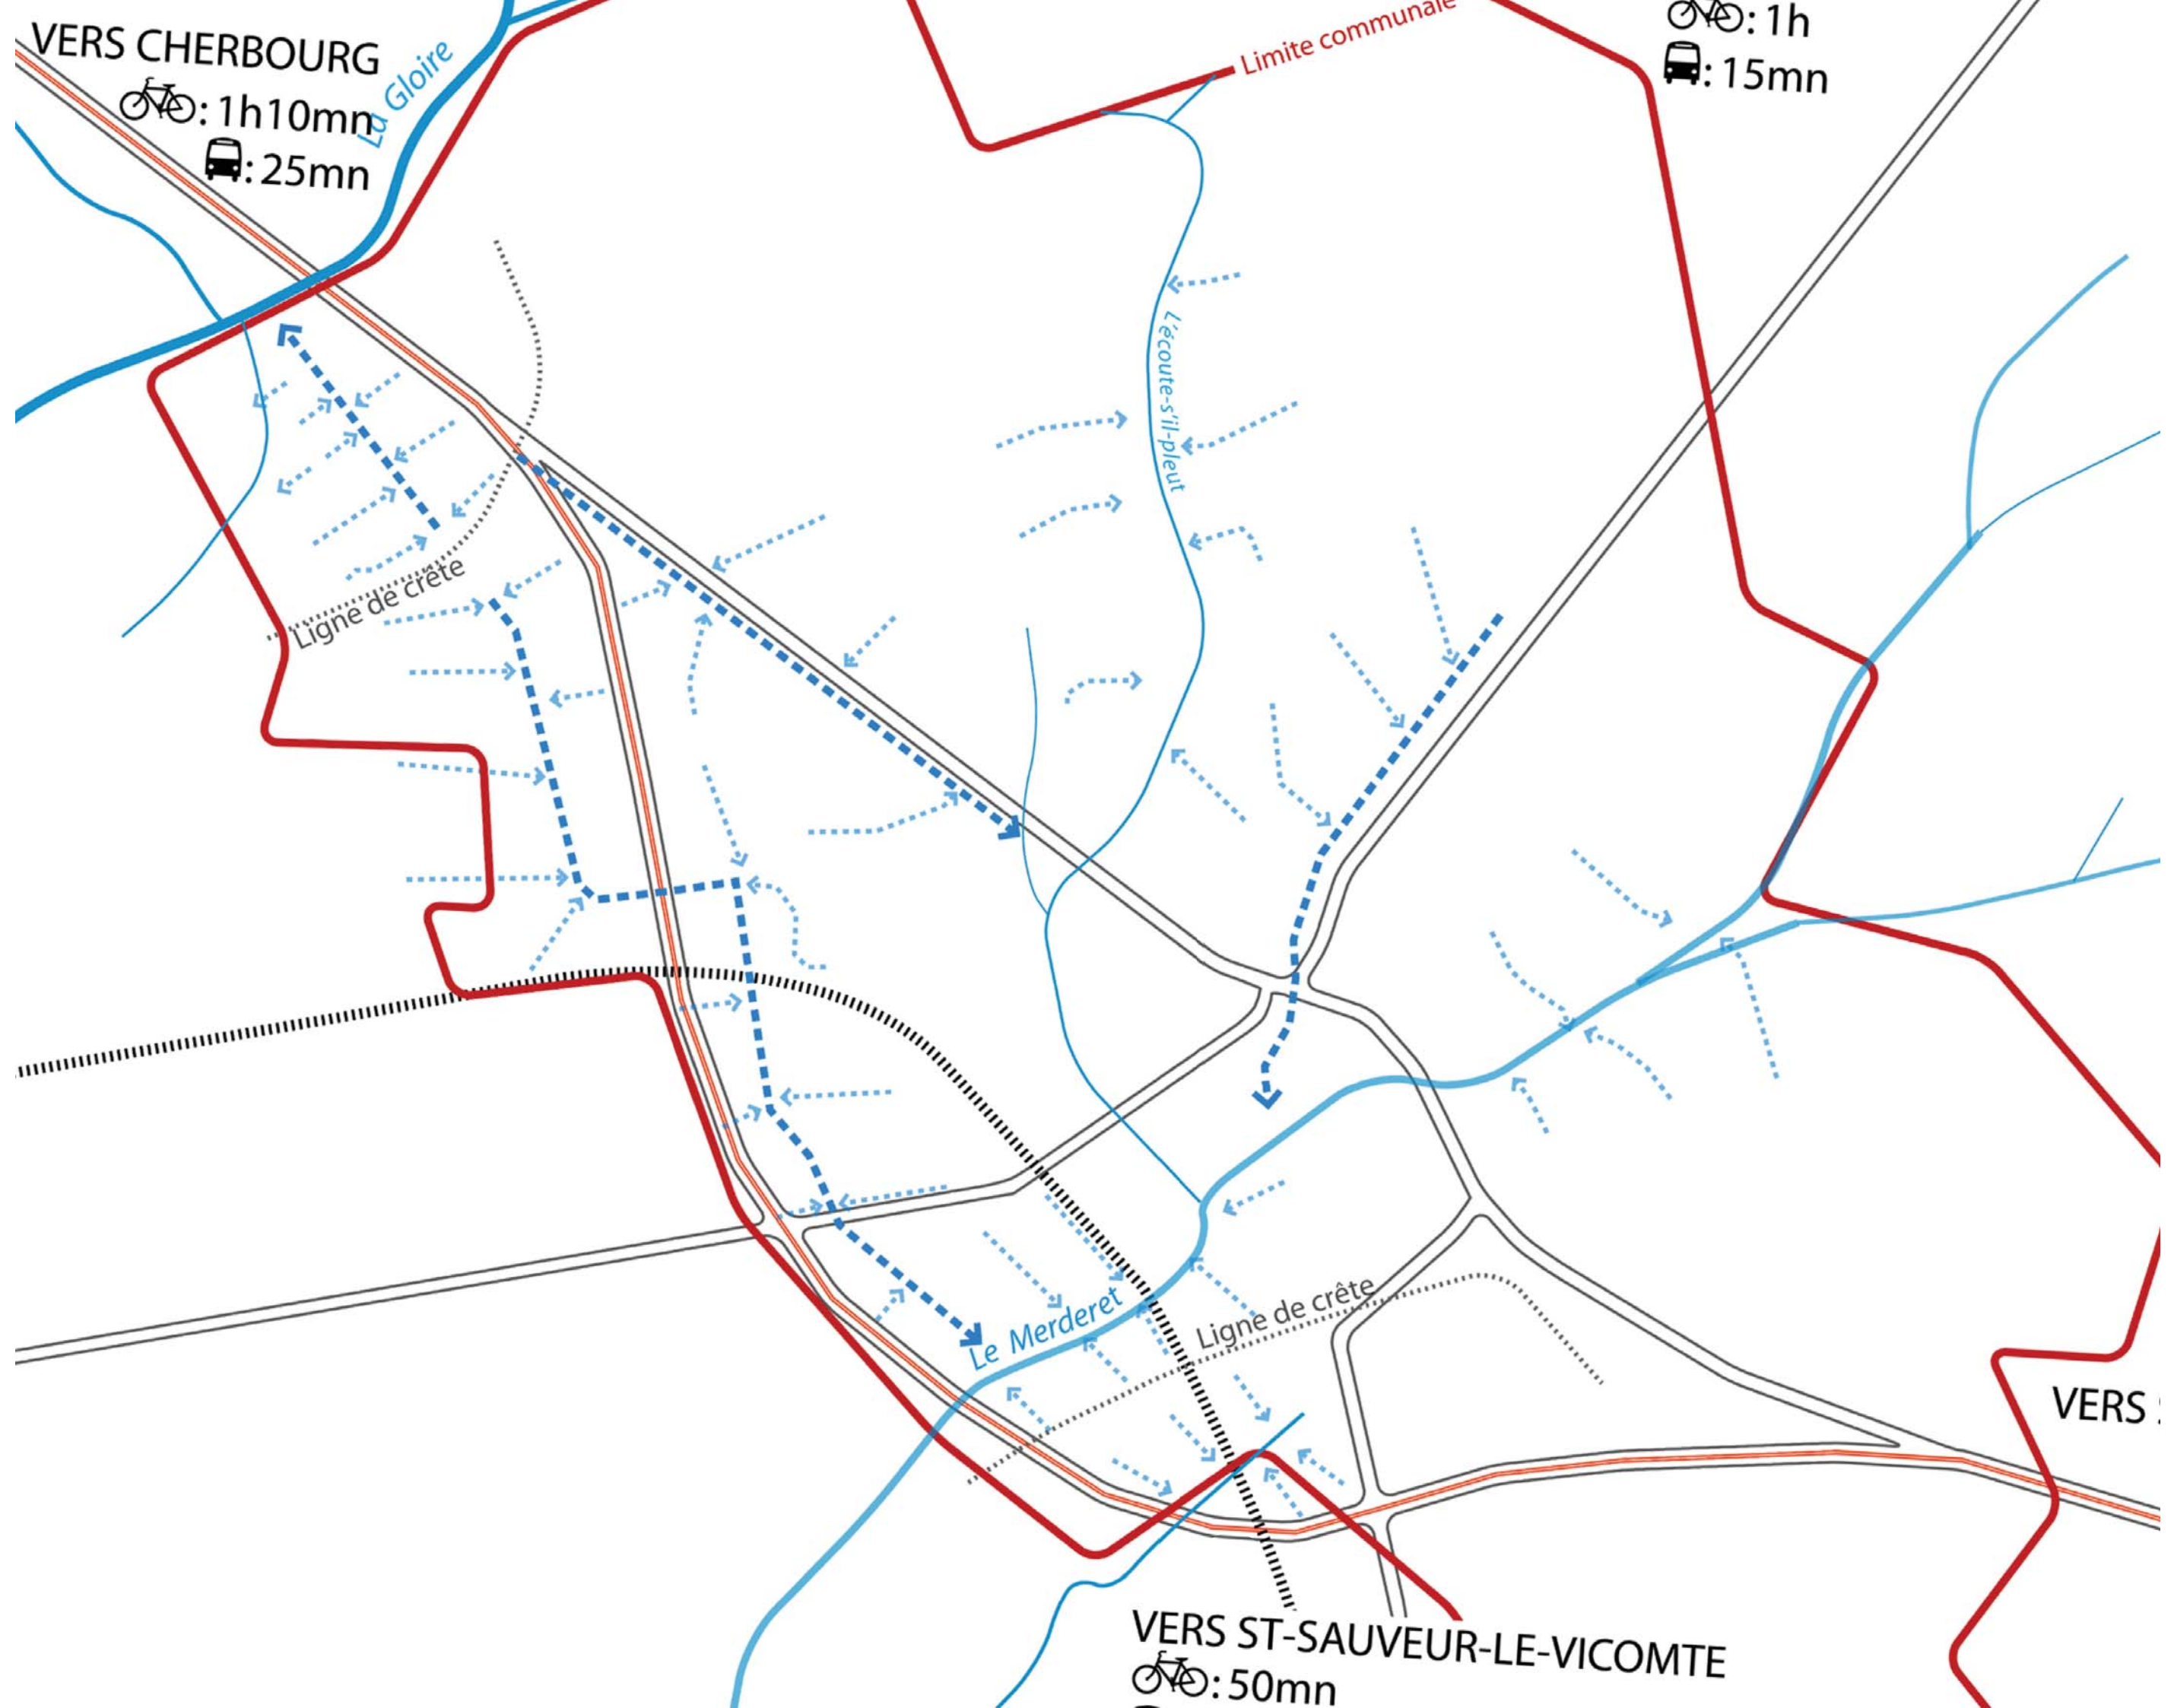 VERS CHERBOURG
: 1h10mn
: 25mn
La Gloire
Limite communale
: 1h
: 15mn
L'écoute-s'il-pleut
Ligne de crête
Le Merderet
Ligne de crête
VERS
VERS ST-SAUVEUR-LE-VICOMTE
: 50mn